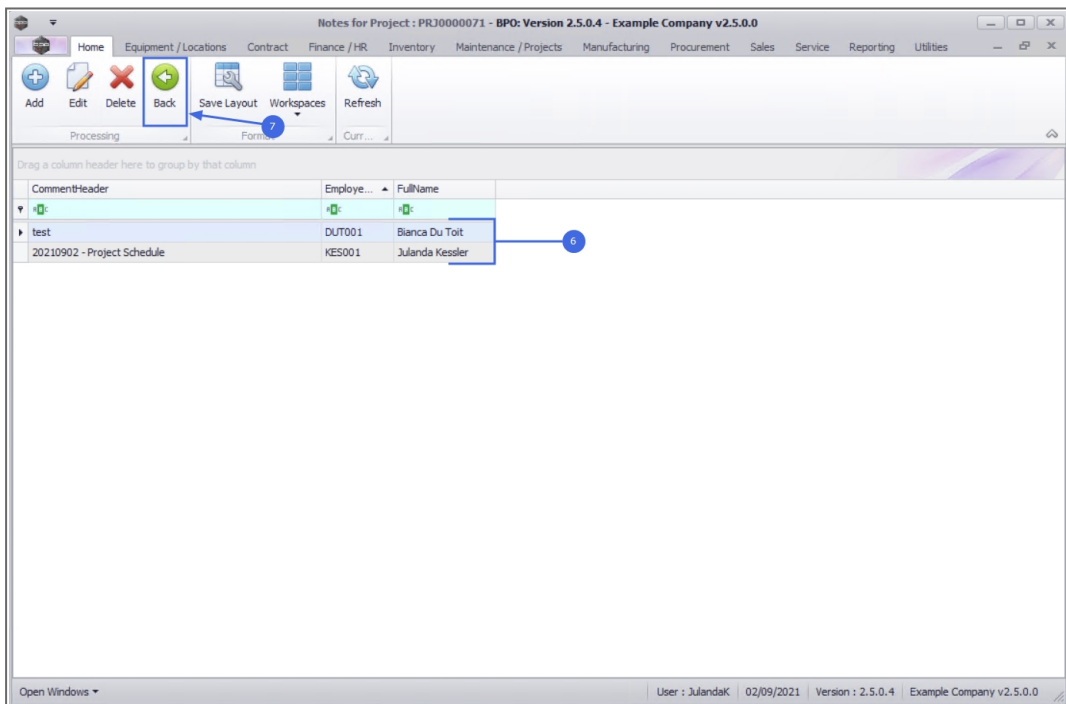 Notes for Project : PRJ0000071 - BPO: Version 2.5.0.4 - Example Company v2.5.0.0
Home Equipment / Locations Contract Finance / HR Inventory Maintenance / Projects Manufacturing Procurement Sales Service Reporting Utilities
Add Edit Delete Back Save Layout Workspaces Refresh
7
Processing Format Curr...
Drag a column header here to group by that column
CommentHeader Employe... FullName
test DUT001 Bianca Du Toit
6
20210902 - Project Schedule KES001 Julanda Kessler
Open Windows User : JulandaK 02/09/2021 Version : 2.5.0.4 Example Company v2.5.0.0